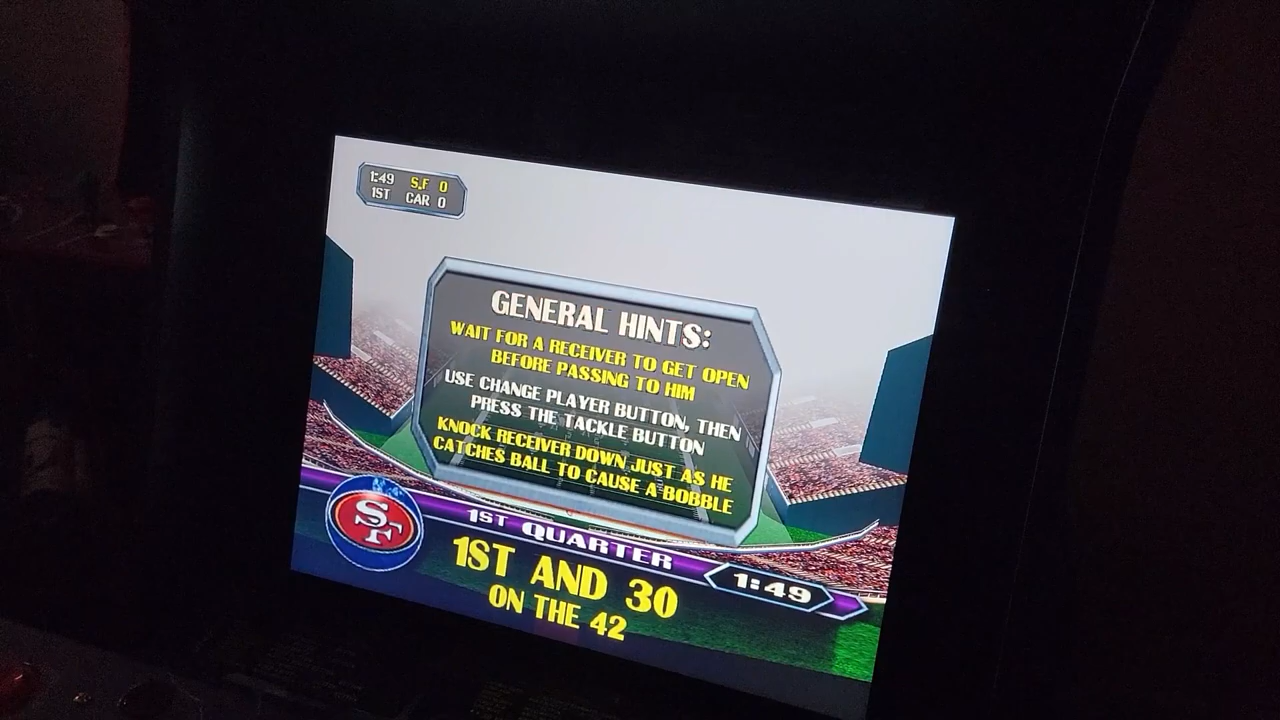 1:49 S.F 0
1ST CAR 0
GENERAL HINTS:
WAIT FOR A RECEIVER TO GET OPEN
BEFORE PASSING TO HIM
USE CHANGE PLAYER BUTTON, THEN
PRESS THE TACKLE BUTTON
KNOCK RECEIVER DOWN JUST AS HE
CATCHES BALL TO CAUSE A BOBBLE
SF
1ST QUARTER
1:49
1ST AND 30
ON THE 42